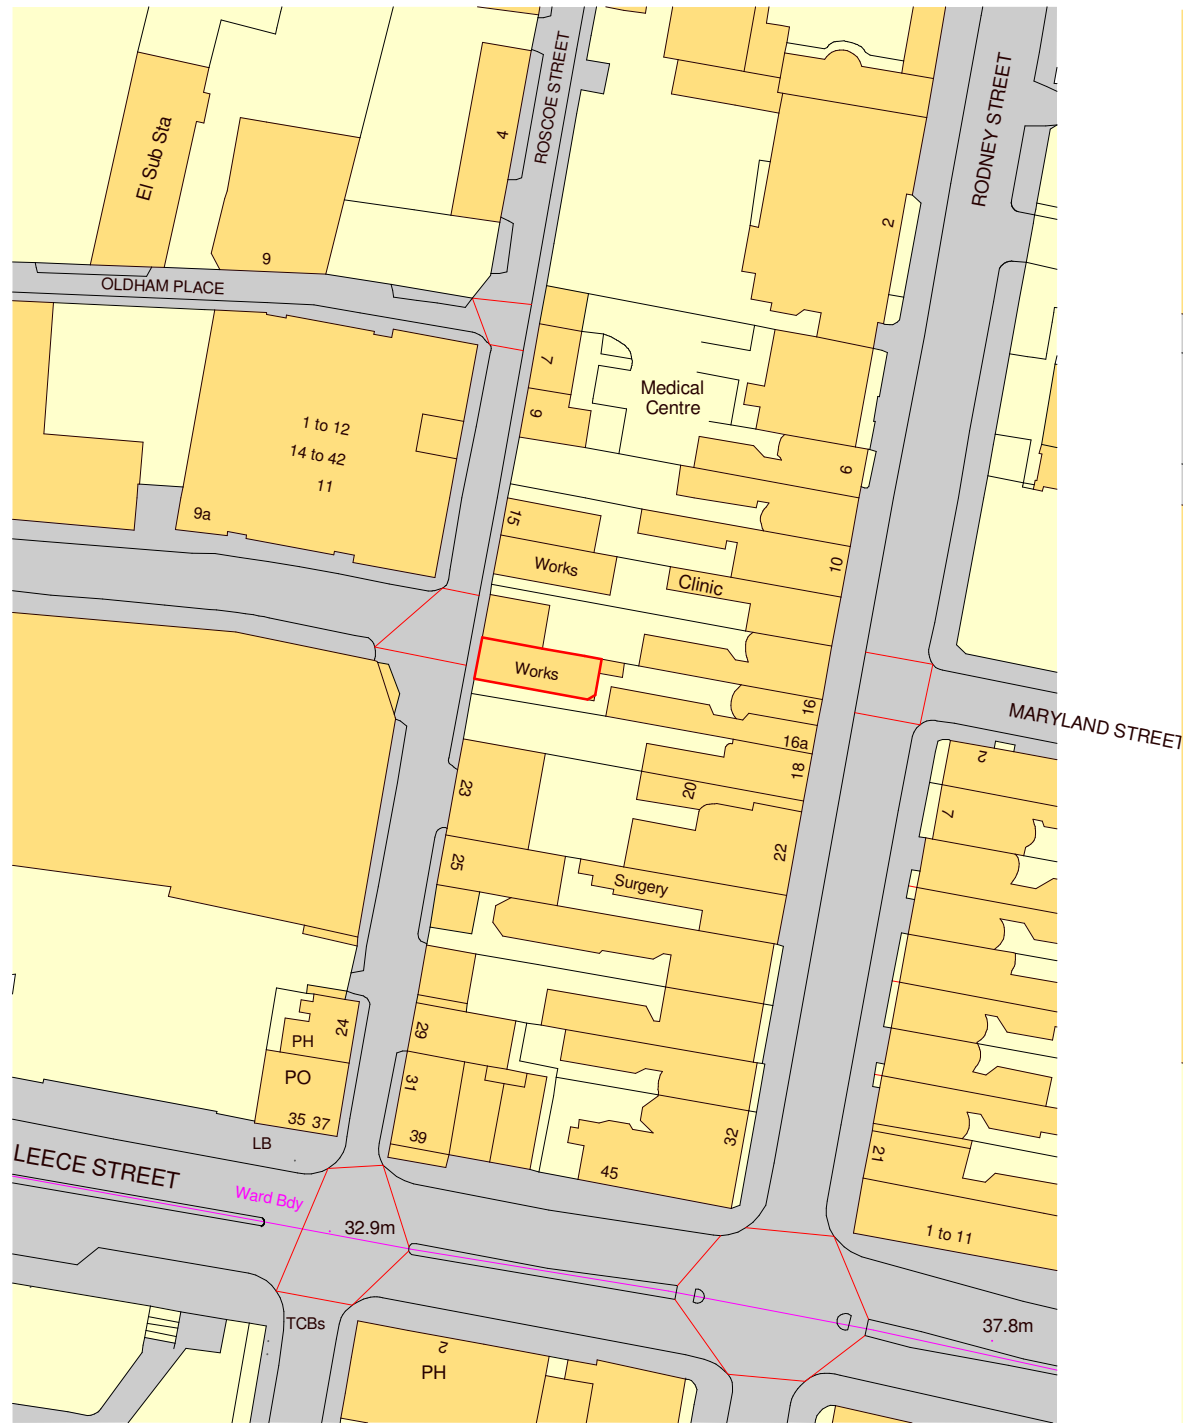 ROSCOE STREET
RODNEY STREET
El Sub Sta
4
2
9
OLDHAM PLACE
7
Medical
Centre
9
1 to 12
14 to 42
11
9
9a
15
Works
10
Clinic
Works
16
16a
MARYLAND STREET
18
2
23
20
7
22
25
Surgery
24
29
PH
PO
31
35 37
39
32
LB
45
21
LEECE STREET
Ward Bdy
32.9m
1 to 11
TCBs
37.8m
2
PH